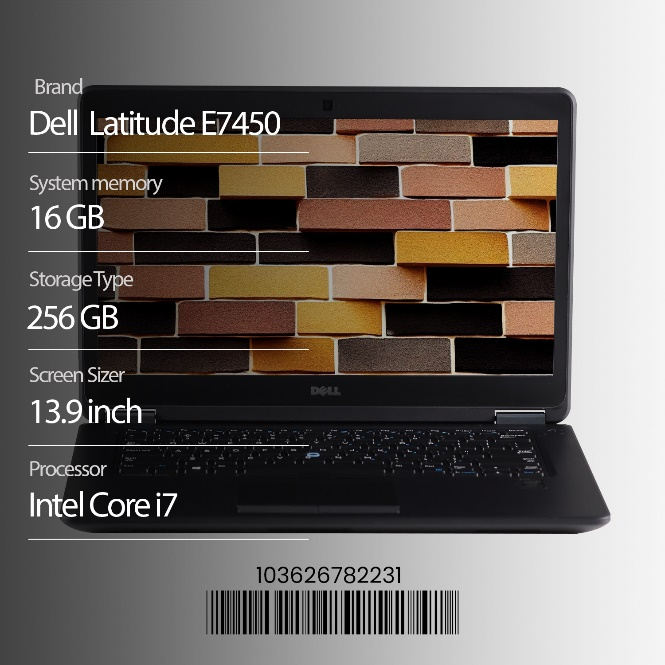 Brand
Dell Latitude E7450
System memory
16 GB
Storage Type
256 GB
Screen Sizer
13.9 inch
DELL
Processor
Intel Core i7
103626782231